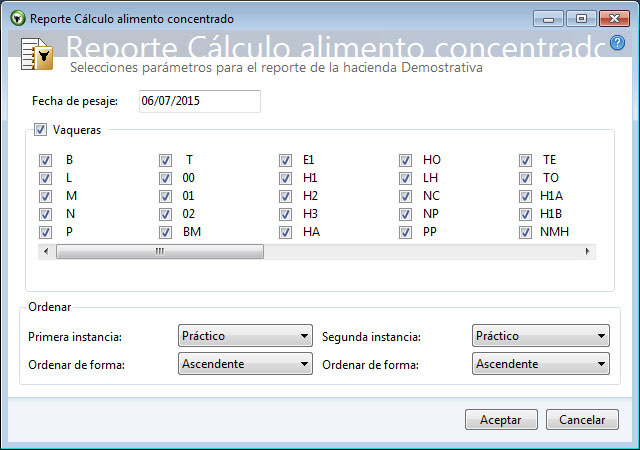 Reporte Cálculo alimento concentrado
Reporte Cálculo alimento concentrado
Selecciones parámetros para el reporte de la hacienda Demostrativa
Fecha de pesaje: 06/07/2015
Vaqueras
B T E1 HO TE
L 00 H1 LH TO
M 01 H2 NC H1A
N 02 H3 NP H1B
P BM HA PP NMH
Ordenar
Primera instancia: Práctico Segunda instancia: Práctico
Ordenar de forma: Ascendente Ordenar de forma: Ascendente
Aceptar Cancelar